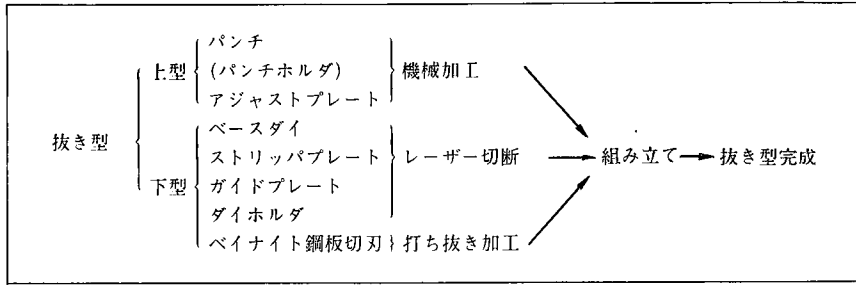 パンチ
上型 (パンチホルダ) 機械加工
アジャストプレート
抜き型 ベースダイ
ストリッパプレート レーザー切断 組み立て 抜き型完成
下型 ガイドプレート
ダイホルダ
ベイナイト鋼板切刃 打ち抜き加工